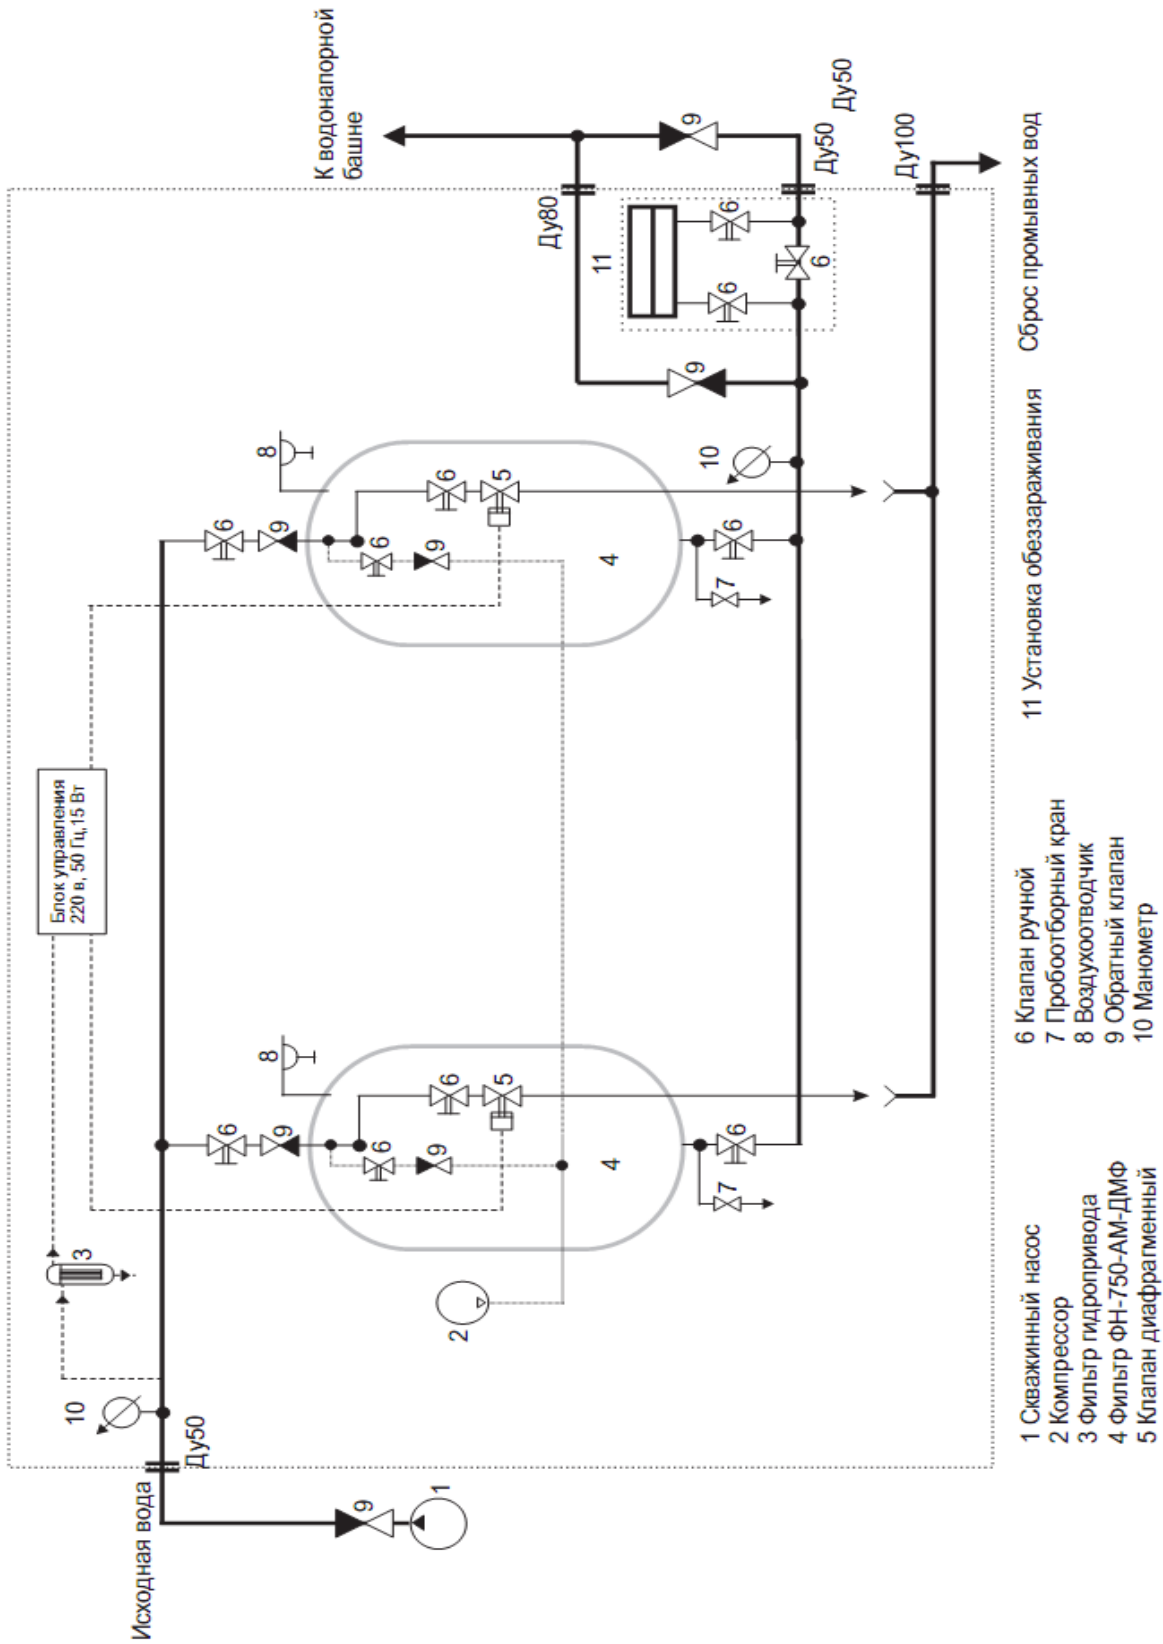 Блок управления
220 в, 50 Гц,15 Вт
10
3
Исходная вода
Ду50
6
6
8
8
9
9
К водонапорной
башне
9
6
6
1
9
9
6
6
2
5
5
Ду80
11
4
4
9
9
10
7
7
6
6
6
6
6
Ду50
Ду50
Ду100
Сброс промывных вод
1 Скважинный насос
2 Компрессор
3 Фильтр гидропривода
4 Фильтр ФН-750-АМ-ДМФ
5 Клапан диафрагменный
6 Клапан ручной
7 Пробоотборный кран
8 Воздухоотводчик
9 Обратный клапан
10 Манометр
11 Установка обеззараживания